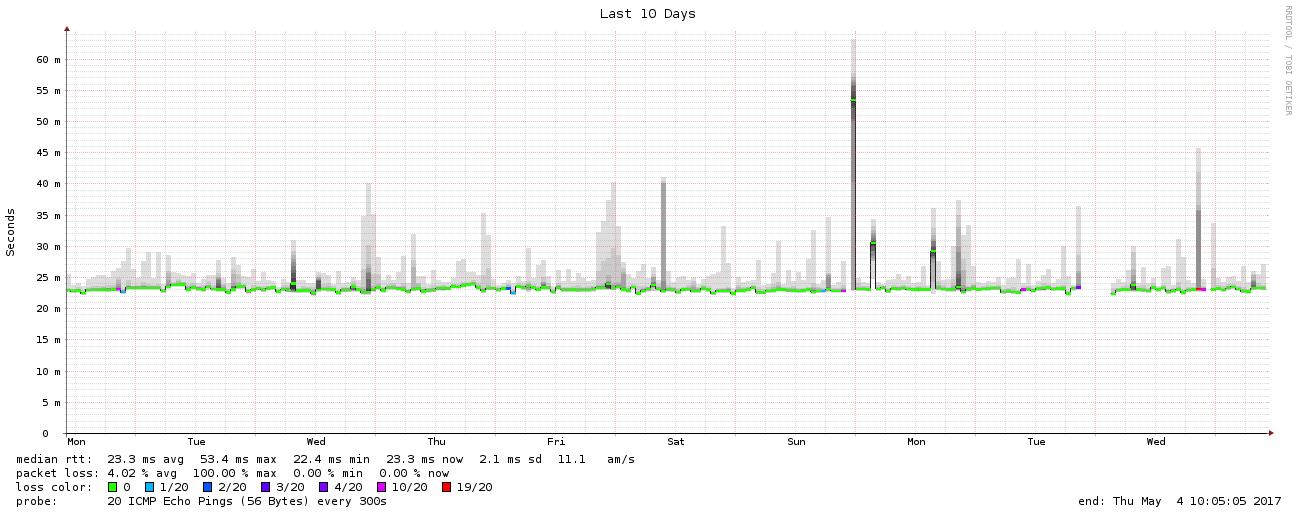 Last 10 Days
RRDTOOL / TOBI OETIKER
Seconds
60 m
55 m
50 m
45 m
40 m
35 m
30 m
25 m
20 m
15 m
10 m
5 m
0
Mon Tue Wed Thu Fri Sat Sun Mon Tue Wed
median rtt: 23.3 ms avg 53.4 ms max 22.4 ms min 23.3 ms now 2.1 ms sd 11.1 am/s
packet loss: 4.02 % avg 100.00 % max 0.00 % min 0.00 % now
loss color: 0 1/20 2/20 3/20 4/20 10/20 19/20
probe: 20 ICMP Echo Pings (56 Bytes) every 300s end: Thu May 4 10:05:05 2017